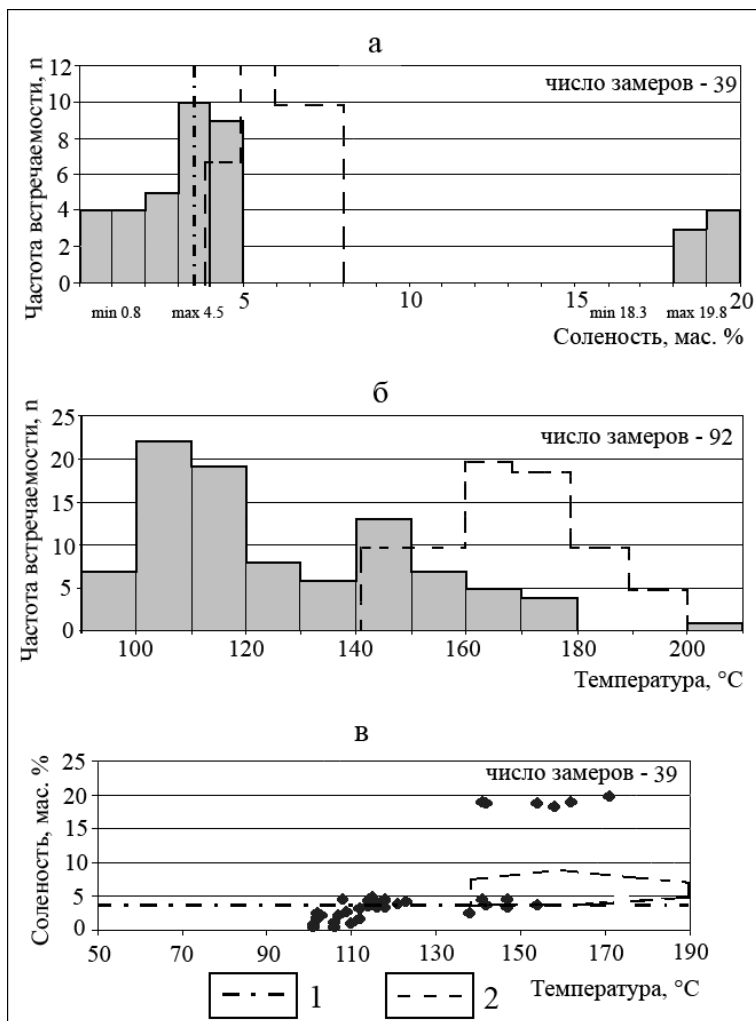 а
Частота встречаемости, n
12
10
8
6
4
2
0
число замеров - 39
5
10
15
20
min 0.8
max 4.5
min 18.3
max 19.8
Соленость, мас. %
б
Частота встречаемости, n
25
20
15
10
5
0
число замеров - 92
100
120
140
160
180
200
Температура, °C
в
Соленость, мас. %
25
20
15
10
5
0
число замеров - 39
50
70
90
110
130
150
170
190
1
2
Температура, °C